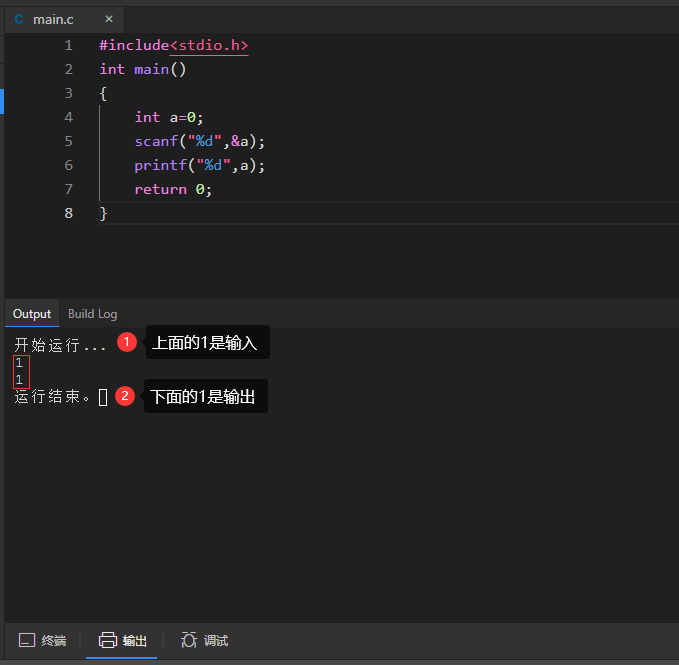 C main.c ×
1 #include<stdio.h>
2 int main()
3 {
4 int a=0;
5 scanf("%d",&a);
6 printf("%d",a);
7 return 0;
8 }
Output Build Log
开始运行... 1 上面的1是输入
1
1
运行结束。 2 下面的1是输出
终端 输出 调试